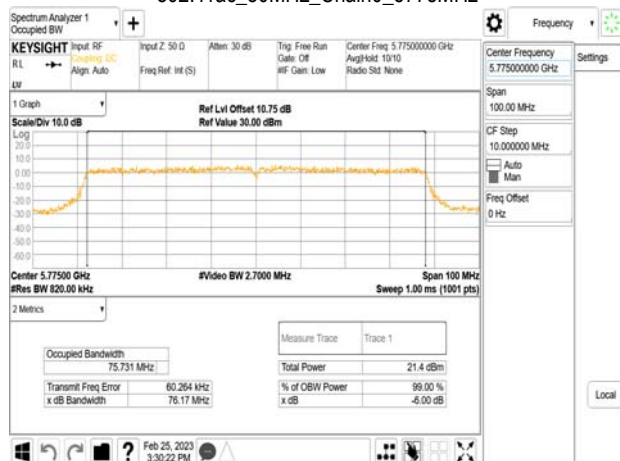 Spectrum Analyzer 1
Occupied BW
Frequency
KEYSIGHT
Input: RF
Coupling: DC
Align: Auto
Input Z: 50 Ω
Freq Ref: Int (S)
Atten: 30 dB
Trig: Free Run
Gate: Off
#IF Gain: Low
Center Freq: 5.775000000 GHz
Avg|Hold: 10/10
Radio Std: None
RL
Center Frequency
5.775000000 GHz
Settings
Span
100.00 MHz
CF Step
10.000000 MHz
Auto
Man
Freq Offset
0 Hz
Local
1 Graph
Scale/Div 10.0 dB
Ref Lvl Offset 10.75 dB
Ref Value 30.00 dBm
Log
20.0
10.0
0.00
-10.0
-20.0
-30.0
-40.0
-50.0
-60.0
Center 5.77500 GHz
#Video BW 2.7000 MHz
Span 100 MHz
#Res BW 820.00 kHz
Sweep 1.00 ms (1001 pts)
2 Metrics
Measure Trace
Trace 1
Occupied Bandwidth
75.731 MHz
Total Power
21.4 dBm
Transmit Freq Error
60.264 kHz
% of OBW Power
99.00 %
x dB Bandwidth
76.17 MHz
x dB
-6.00 dB
Feb 25, 2023
3:30:22 PM